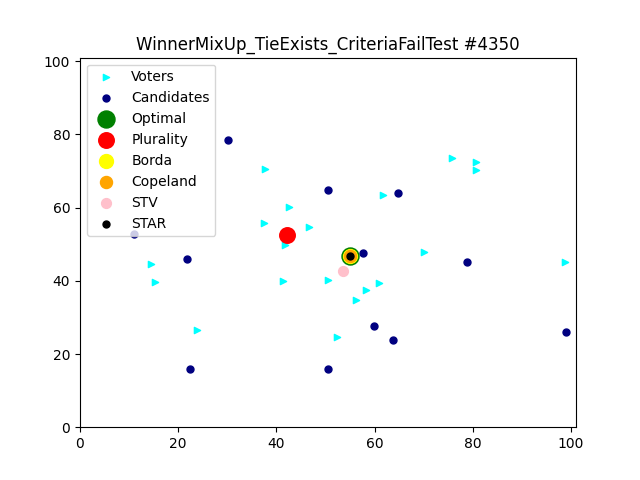 WinnerMixUp_TieExists_CriteriaFailTest #4350
100
80
60
40
20
0
Voters
Candidates
Optimal
Plurality
Borda
Copeland
STV
STAR
0 20 40 60 80 100